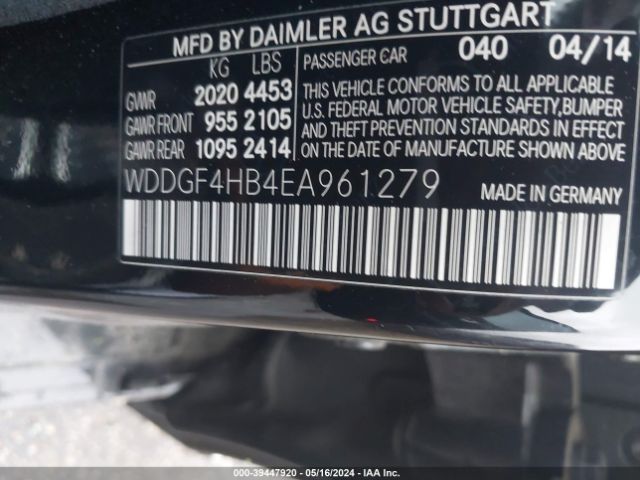 MFD BY DAIMLER AG STUTTGART
KG LBS PASSENGER CAR 040 04/14
GVWR 2020 4453
GAWR FRONT 955 2105
GAWR REAR 1095 2414
THIS VEHICLE CONFORMS TO ALL APPLICABLE
U.S. FEDERAL MOTOR VEHICLE SAFETY, BUMPER
AND THEFT PREVENTION STANDARDS IN EFFECT
ON THE DATE OF MANUFACTURE SHOWN ABOVE.
WDDGF4HB4EA961279 MADE IN GERMANY
000-39447920 - 05/16/2024 - IAA Inc.